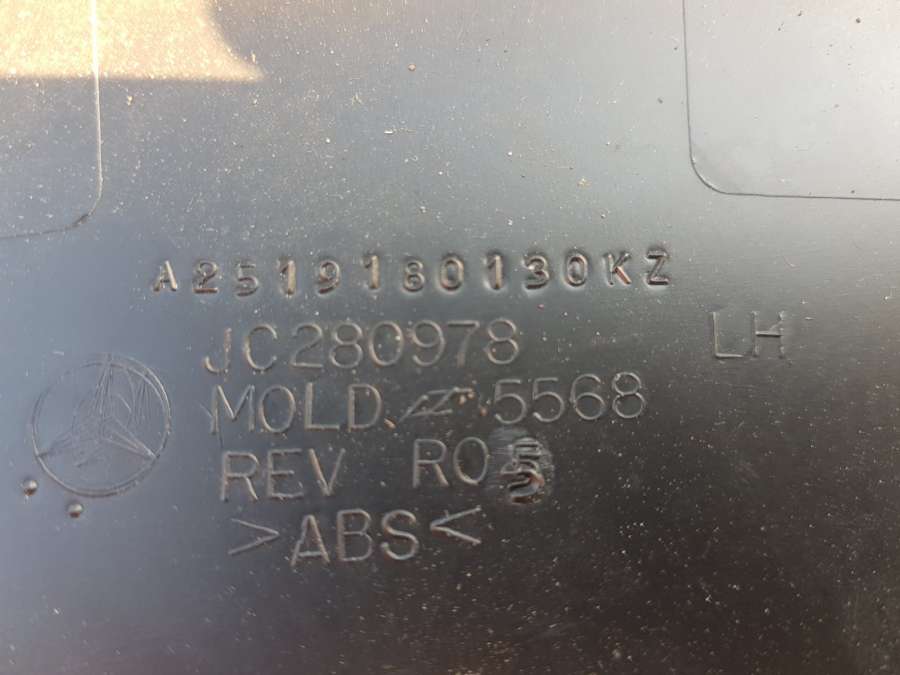 A2519180130KZ
JC280978 LH
MOLD # 5568
REV R05
>ABS<